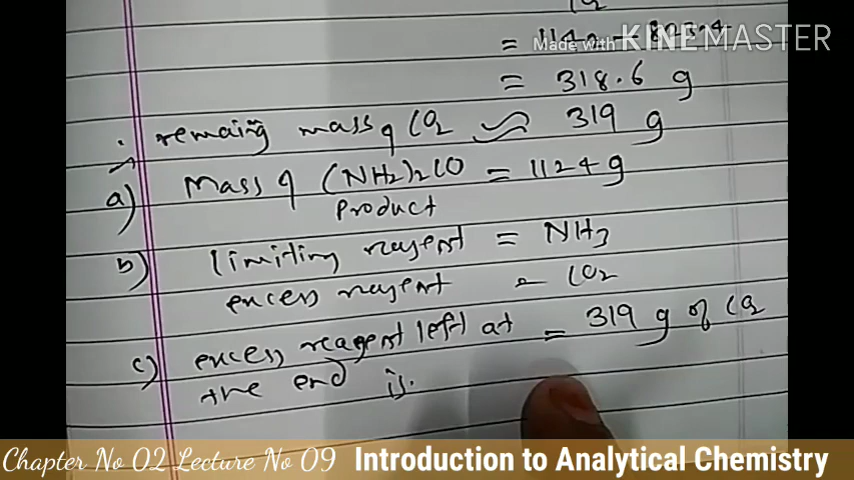 = 1142 -
Made with KINEMASTER
= 318.6 g
∴ remaing mass of CO2 ≈ 319 g
a) Mass of (NH2)2CO = 1124 g
Product
b) limiting reagent = NH3
excess reagent = CO2
c) excess reagent left at = 319 g of CO2
the end is.
Chapter No 02 Lecture No 09 Introduction to Analytical Chemistry